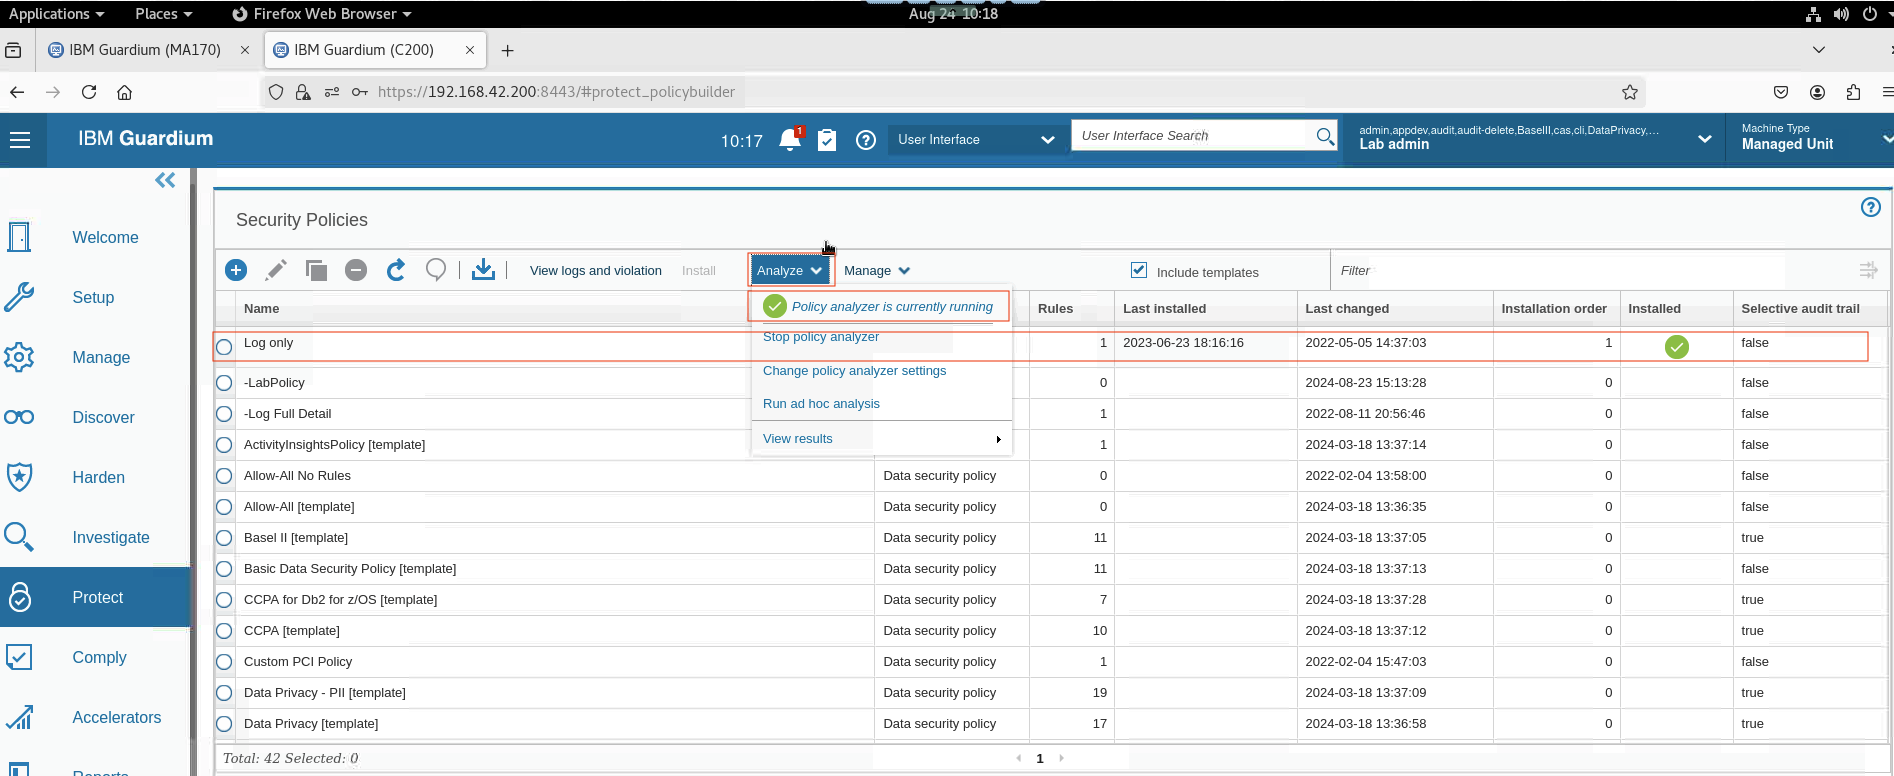 Applications Places Firefox Web Browser Aug 24 10:18
IBM Guardium (MA170) × IBM Guardium (C200) × +
https://192.168.42.200:8443/#protect_policybuilder
IBM Guardium 10:17 1 User Interface User Interface Search admin,appdev,audit,audit-delete,BaselII,cas,cli,DataPrivacy,... Machine Type
Lab admin Managed Unit
Welcome
Setup
Manage
Discover
Harden
Investigate
Protect
Comply
Accelerators
Reports
Security Policies
View logs and violation Install Analyze Manage Include templates Filter
Policy analyzer is currently running
Stop policy analyzer
Change policy analyzer settings
Run ad hoc analysis
View results
Name Rules Last installed Last changed Installation order Installed Selective audit trail
Log only 1 2023-06-23 18:16:16 2022-05-05 14:37:03 1 false
-LabPolicy 0 2024-08-23 15:13:28 0 false
-Log Full Detail 1 2022-08-11 20:56:46 0 false
ActivityInsightsPolicy [template] 1 2024-03-18 13:37:14 0 false
Allow-All No Rules Data security policy 0 2022-02-04 13:58:00 0 false
Allow-All [template] Data security policy 0 2024-03-18 13:36:35 0 false
Basel II [template] Data security policy 11 2024-03-18 13:37:05 0 true
Basic Data Security Policy [template] Data security policy 11 2024-03-18 13:37:13 0 false
CCPA for Db2 for z/OS [template] Data security policy 7 2024-03-18 13:37:28 0 true
CCPA [template] Data security policy 10 2024-03-18 13:37:12 0 true
Custom PCI Policy Data security policy 1 2022-02-04 15:47:03 0 false
Data Privacy - PII [template] Data security policy 19 2024-03-18 13:37:09 0 true
Data Privacy [template] Data security policy 17 2024-03-18 13:36:58 0 true
Total: 42 Selected: 0 1